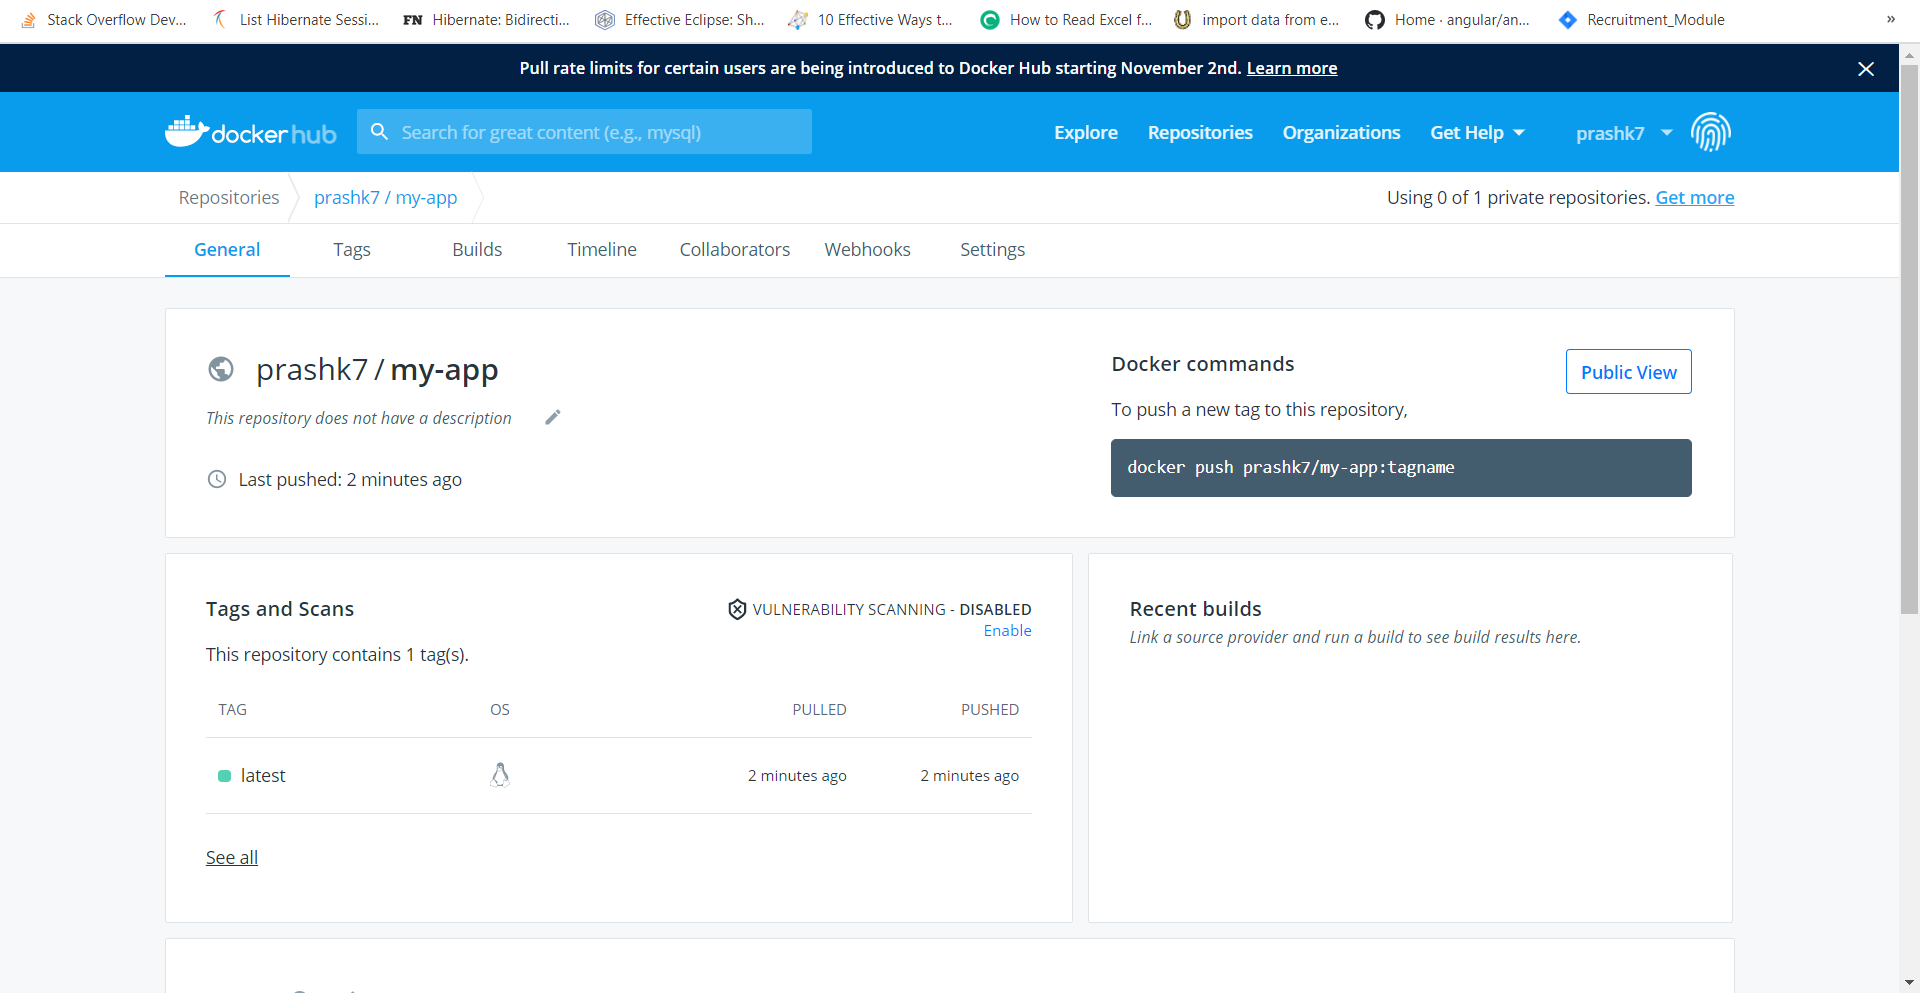 Stack Overflow Dev... List Hibernate Sessi... FN Hibernate: Bidirecti... Effective Eclipse: Sh... 10 Effective Ways t... How to Read Excel f... import data from e... Home · angular/an... Recruitment_Module »
Pull rate limits for certain users are being introduced to Docker Hub starting November 2nd. Learn more
docker hub Search for great content (e.g., mysql) Explore Repositories Organizations Get Help prashk7
Repositories prashk7 / my-app Using 0 of 1 private repositories. Get more
General Tags Builds Timeline Collaborators Webhooks Settings
prashk7 / my-app
This repository does not have a description
Last pushed: 2 minutes ago
Docker commands
Public View
To push a new tag to this repository,
docker push prashk7/my-app:tagname
Tags and Scans
VULNERABILITY SCANNING - DISABLED
Enable
This repository contains 1 tag(s).
TAG OS PULLED PUSHED
latest 2 minutes ago 2 minutes ago
See all
Recent builds
Link a source provider and run a build to see build results here.